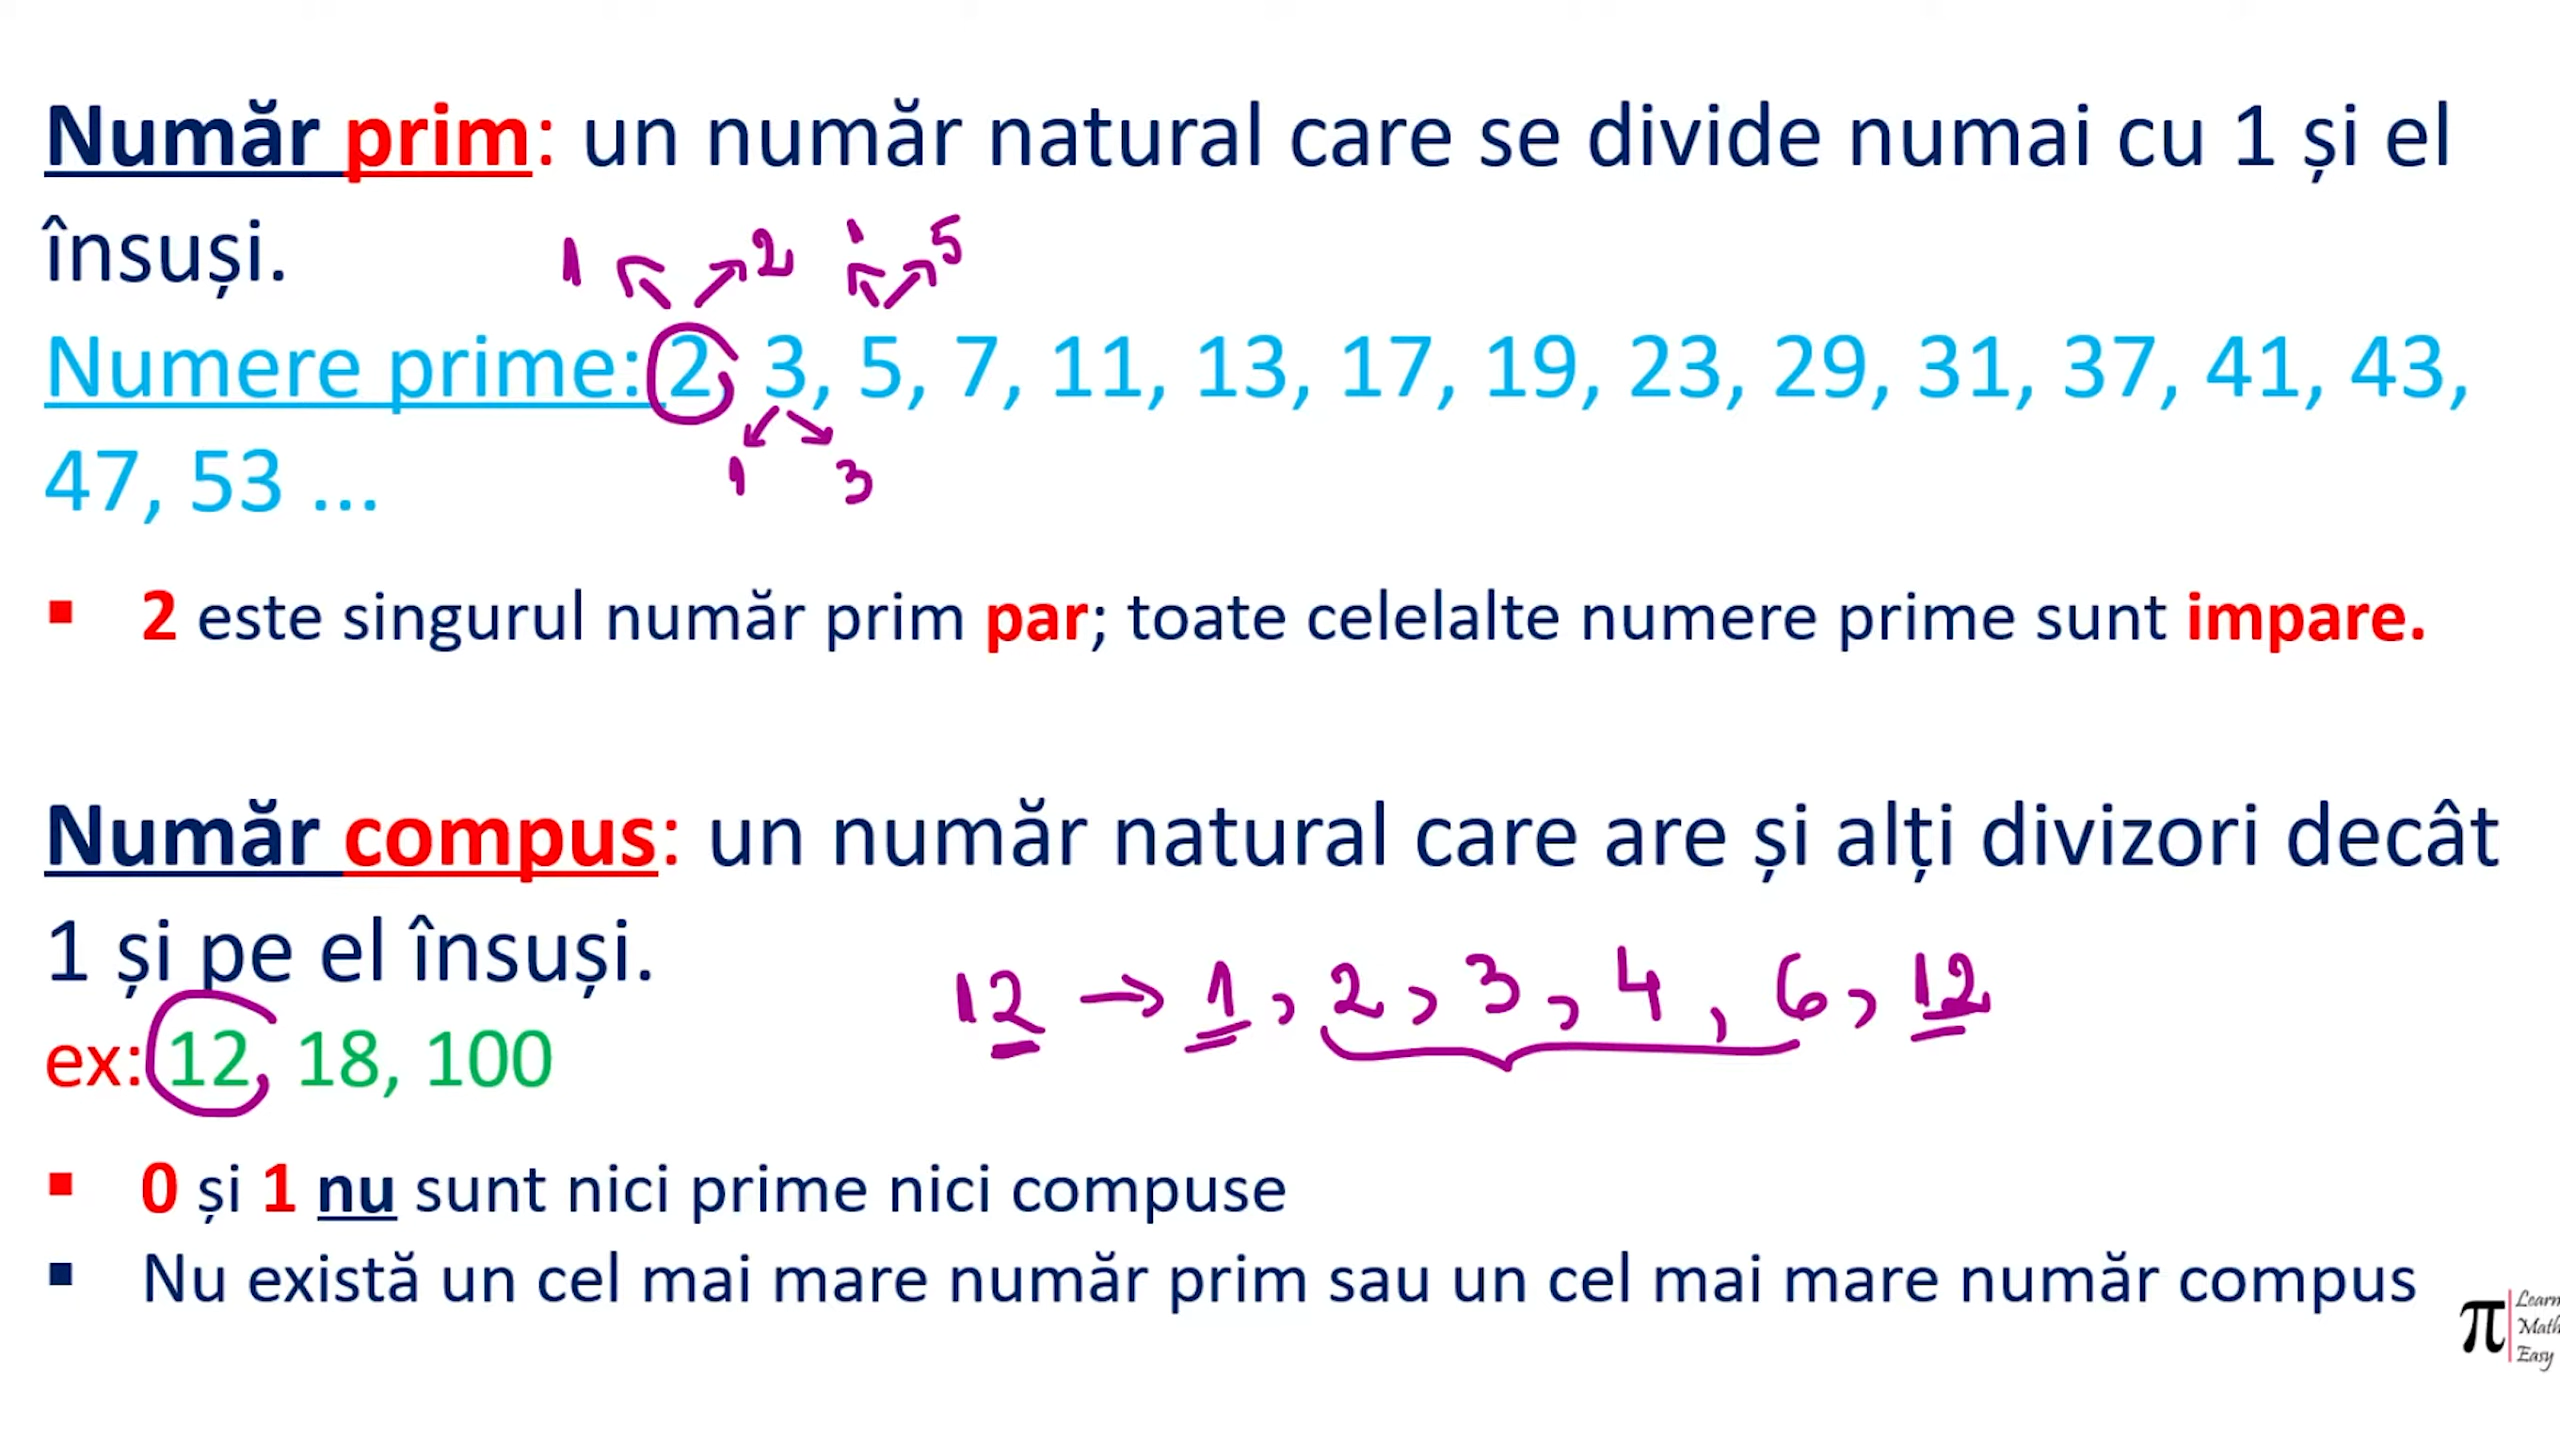 Număr prim: un număr natural care se divide numai cu 1 și el
însuși.
1 2 5
Numere prime: 2, 3, 5, 7, 11, 13, 17, 19, 23, 29, 31, 37, 41, 43,
1 3
47, 53 ...
2 este singurul număr prim par; toate celelalte numere prime sunt impare.
Număr compus: un număr natural care are și alți divizori decât
1 și pe el însuși.
12 → 1, 2, 3, 4, 6, 12
ex: 12, 18, 100
0 și 1 nu sunt nici prime nici compuse
Nu există un cel mai mare număr prim sau un cel mai mare număr compus
π Learn
Math
Easy